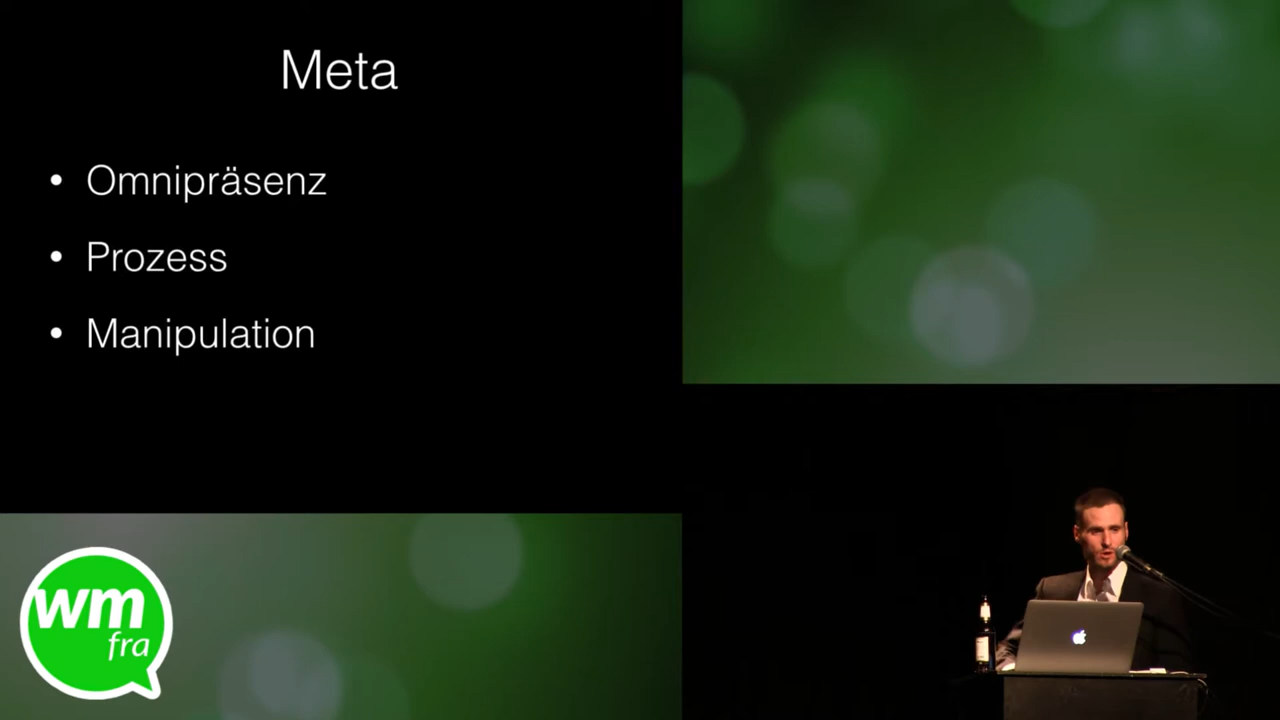 Meta
• Omnipräsenz
• Prozess
• Manipulation
wm
fra